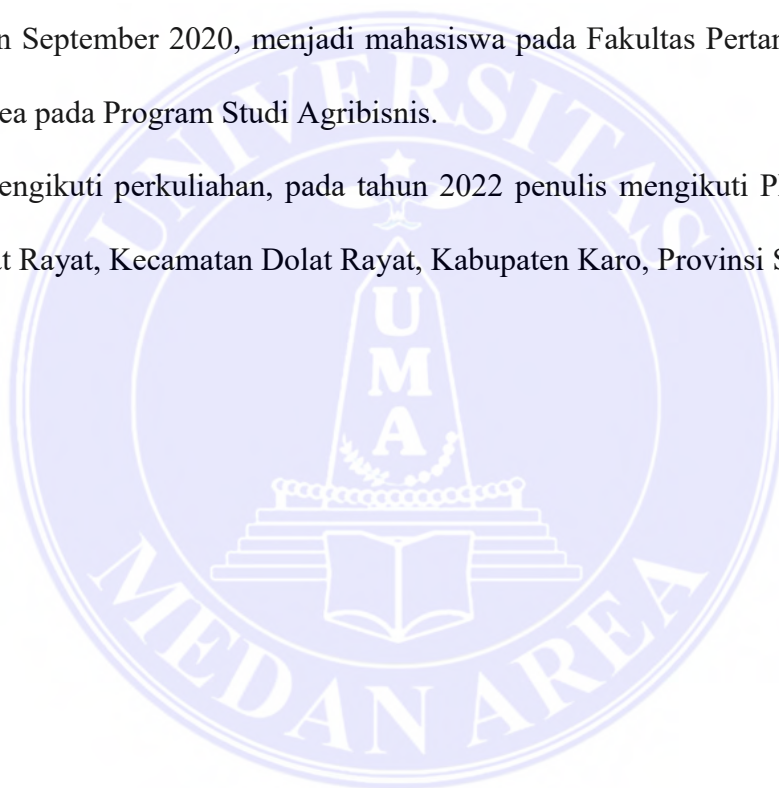 n September 2020, menjadi mahasiswa pada Fakultas Pertan
ea pada Program Studi Agribisnis.
engikuti perkuliahan, pada tahun 2022 penulis mengikuti P
t Rayat, Kecamatan Dolat Rayat, Kabupaten Karo, Provinsi S
UNIVERSITAS
UMA
MEDAN AREA